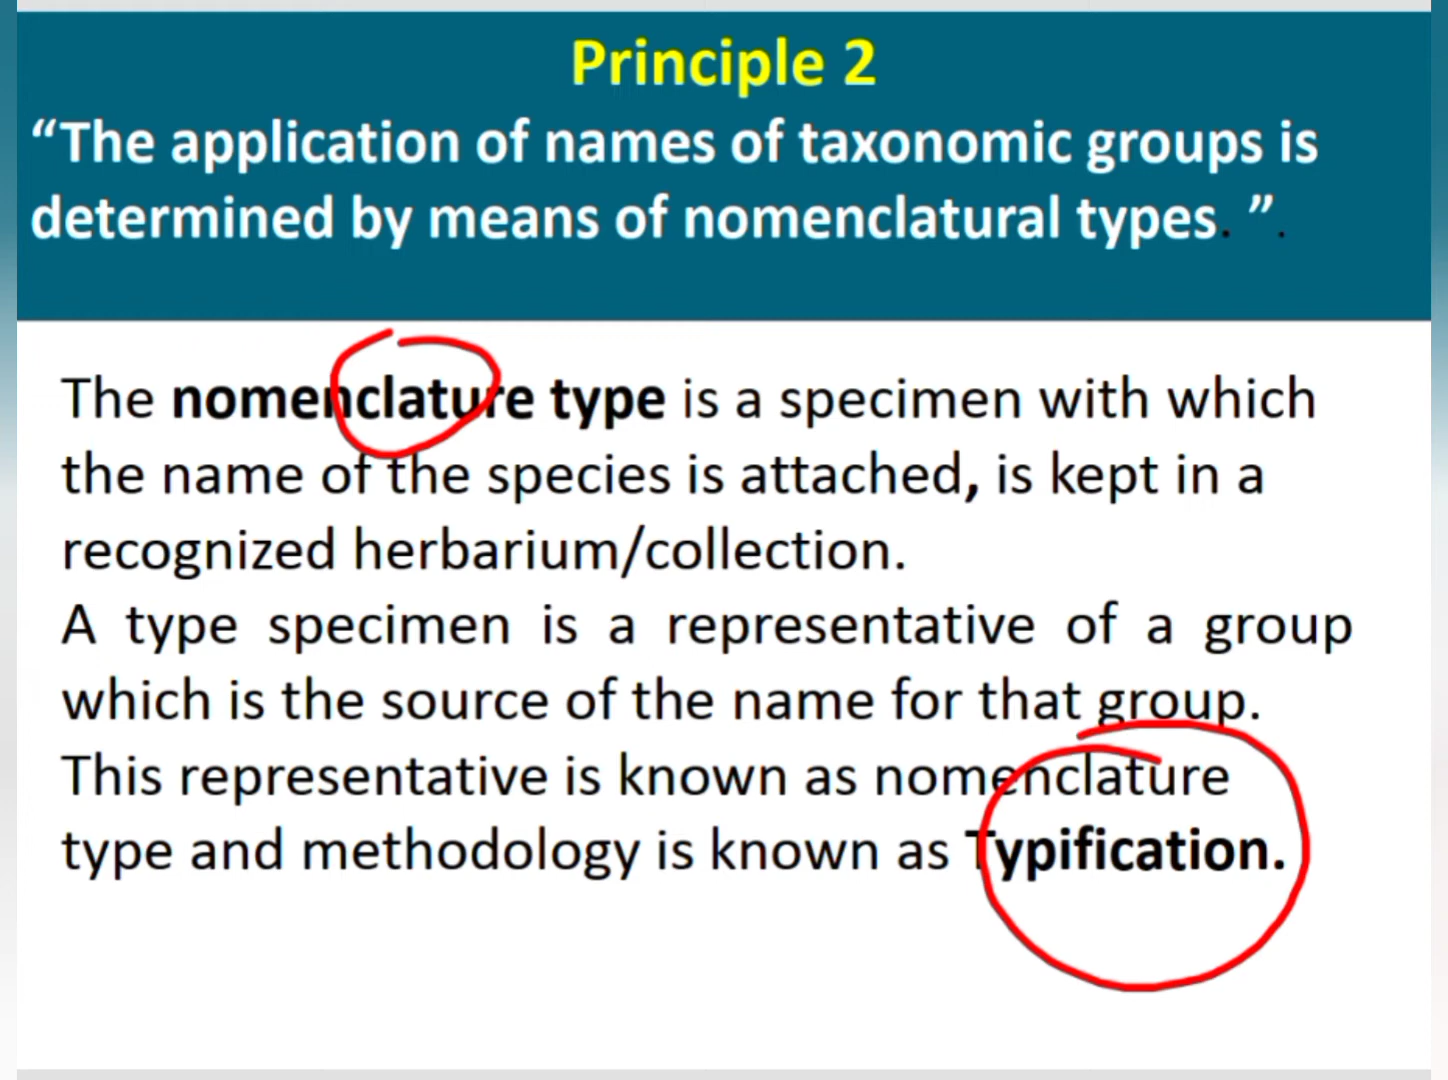 Principle 2
“The application of names of taxonomic groups is
determined by means of nomenclatural types. ”.
The nomenclature type is a specimen with which
the name of the species is attached, is kept in a
recognized herbarium/collection.
A type specimen is a representative of a group
which is the source of the name for that group.
This representative is known as nomenclature
type and methodology is known as Typification.